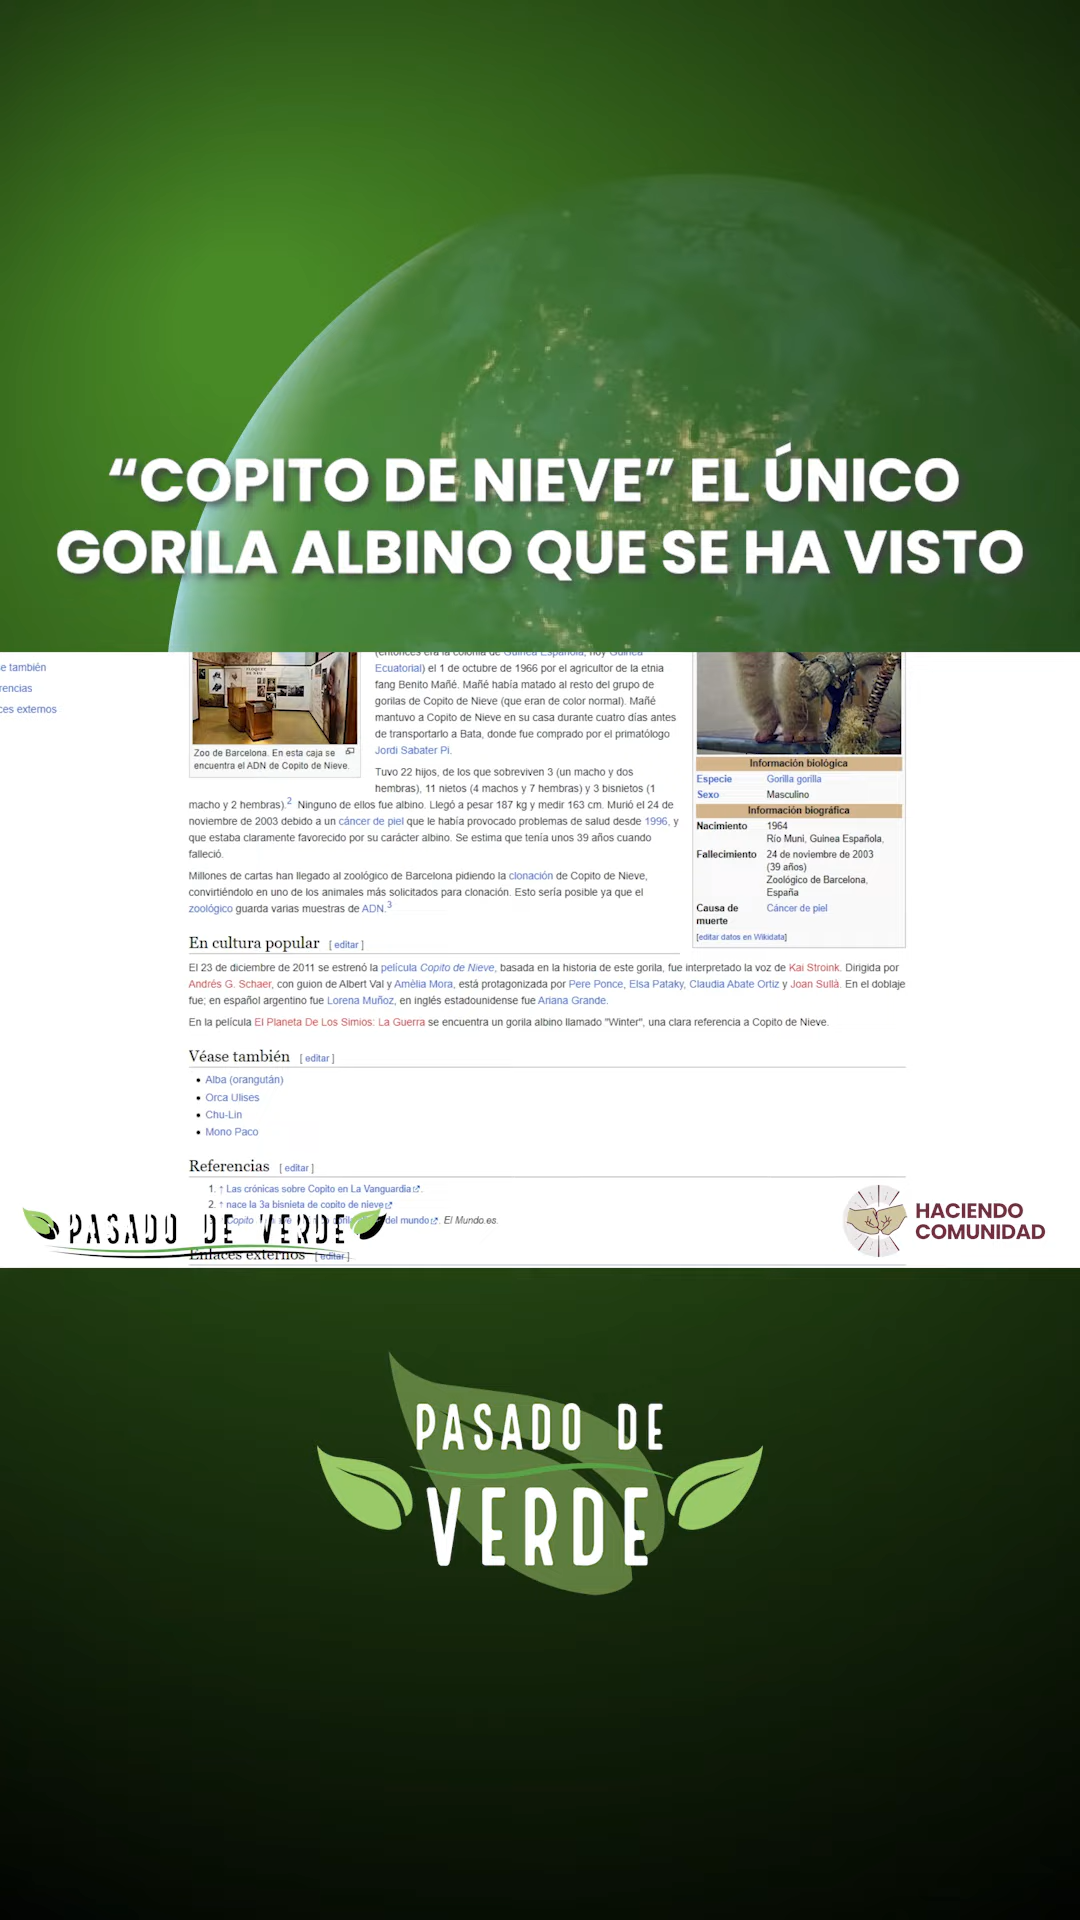 “COPITO DE NIEVE” EL ÚNICO
GORILA ALBINO QUE SE HA VISTO
se también
rencias
ces externos
Zoo de Barcelona. En esta caja se
encuentra el ADN de Copito de Nieve.
(entonces era la colonia de Guinea Española, hoy Guinea
Ecuatorial) el 1 de octubre de 1966 por el agricultor de la etnia
fang Benito Mañé. Mañé había matado al resto del grupo de
gorilas de Copito de Nieve (que eran de color normal). Mañé
mantuvo a Copito de Nieve en su casa durante cuatro días antes
de transportarlo a Bata, donde fue comprado por el primatólogo
Jordi Sabater Pi.
Tuvo 22 hijos, de los que sobreviven 3 (un macho y dos
hembras), 11 nietos (4 machos y 7 hembras) y 3 bisnietos (1
macho y 2 hembras).2 Ninguno de ellos fue albino. Llegó a pesar 187 kg y medir 163 cm. Murió el 24 de
noviembre de 2003 debido a un cáncer de piel que le había provocado problemas de salud desde 1996, y
que estaba claramente favorecido por su carácter albino. Se estima que tenía unos 39 años cuando
falleció.
Millones de cartas han llegado al zoológico de Barcelona pidiendo la clonación de Copito de Nieve,
convirtiéndolo en uno de los animales más solicitados para clonación. Esto sería posible ya que el
zoológico guarda varias muestras de ADN.3
Información biológica
Especie Gorilla gorilla
Sexo Masculino
Información biográfica
Nacimiento 1964
Río Muni, Guinea Española,
Fallecimiento 24 de noviembre de 2003
(39 años)
Zoológico de Barcelona,
España
Causa de Cáncer de piel
muerte
[editar datos en Wikidata]
En cultura popular [ editar ]
El 23 de diciembre de 2011 se estrenó la película Copito de Nieve, basada en la historia de este gorila, fue interpretado la voz de Kai Stroink. Dirigida por
Andrés G. Schaer, con guion de Albert Val y Amèlia Mora, está protagonizada por Pere Ponce, Elsa Pataky, Claudia Abate Ortiz y Joan Sullà. En el doblaje
fue; en español argentino fue Lorena Muñoz, en inglés estadounidense fue Ariana Grande.
En la película El Planeta De Los Simios: La Guerra se encuentra un gorila albino llamado "Winter", una clara referencia a Copito de Nieve.
Véase también [ editar ]
• Alba (orangután)
• Orca Ulises
• Chu-Lin
• Mono Paco
Referencias [ editar ]
1. ↑ Las crónicas sobre Copito en La Vanguardia.
2. ↑ nace la 3a bisnieta de copito de nieve
Copito del mundo. El Mundo.es.
Enlaces externos [ editar ]
PASADO DE VERDE
HACIENDO
COMUNIDAD
PASADO DE
VERDE